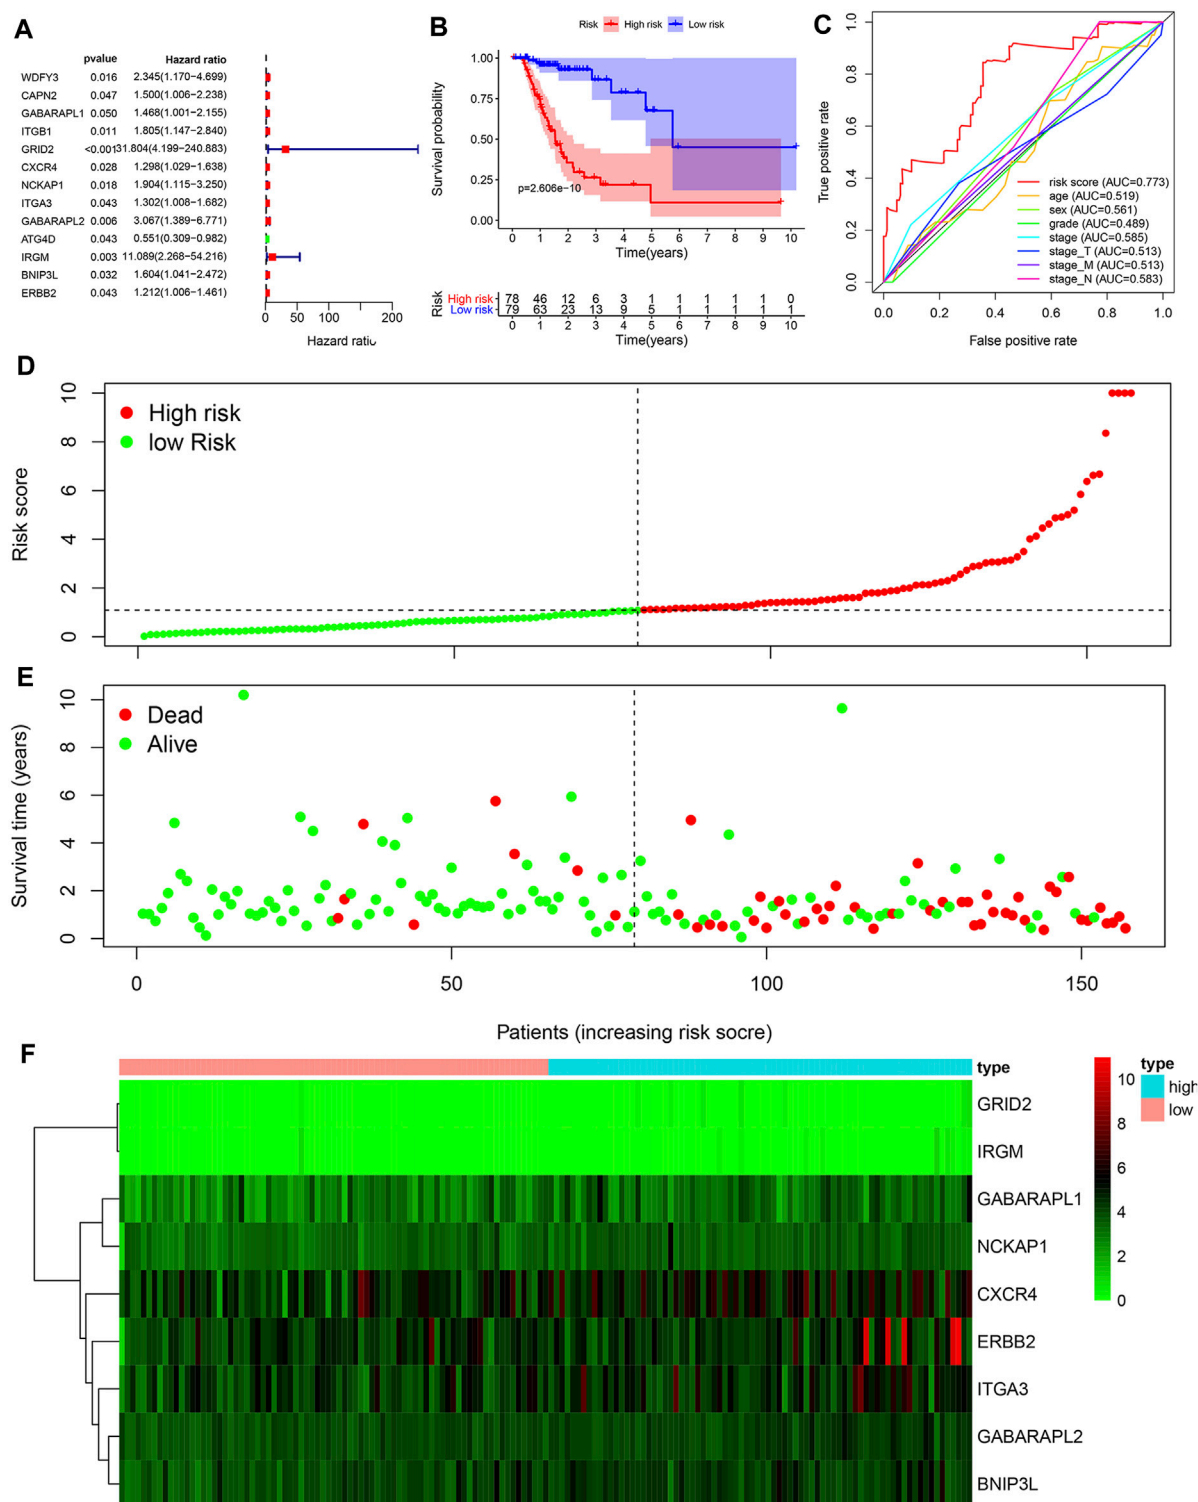 A
pvalue Hazard ratio
WDFY3 0.016 2.345(1.170−4.699)
CAPN2 0.047 1.500(1.006−2.238)
GABARAPL1 0.050 1.468(1.001−2.155)
ITGB1 0.011 1.805(1.147−2.840)
GRID2 <0.001 31.804(4.199−240.883)
CXCR4 0.028 1.298(1.029−1.638)
NCKAP1 0.018 1.904(1.115−3.250)
ITGA3 0.043 1.302(1.008−1.682)
GABARAPL2 0.006 3.067(1.389−6.771)
ATG4D 0.043 0.551(0.309−0.982)
IRGM 0.003 11.089(2.268−54.216)
BNIP3L 0.032 1.604(1.041−2.472)
ERBB2 0.043 1.212(1.006−1.461)
0 50 100 200
Hazard ratio
B
Risk High risk Low risk
1.00
0.75
0.50
0.25
0.00
Survival probability
p=2.606e−10
0 1 2 3 4 5 6 7 8 9 10
Time(years)
Risk
High risk 78 46 12 6 3 1 1 1 1 1 0
Low risk 79 63 23 13 9 5 1 1 1 1 1
0 1 2 3 4 5 6 7 8 9 10
Time(years)
C
1.0
0.8
0.6
0.4
0.2
0.0
True positive rate
risk score (AUC=0.773)
age (AUC=0.519)
sex (AUC=0.561)
grade (AUC=0.489)
stage (AUC=0.585)
stage_T (AUC=0.513)
stage_M (AUC=0.513)
stage_N (AUC=0.583)
0.0 0.2 0.4 0.6 0.8 1.0
False positive rate
D
High risk
low Risk
10
8
6
4
2
0
Risk score
E
Dead
Alive
10
8
6
4
2
0
Survival time (years)
0 50 100 150
Patients (increasing risk socre)
F
type
GRID2
IRGM
GABARAPL1
NCKAP1
CXCR4
ERBB2
ITGA3
GABARAPL2
BNIP3L
10
8
6
4
2
0
type
high
low